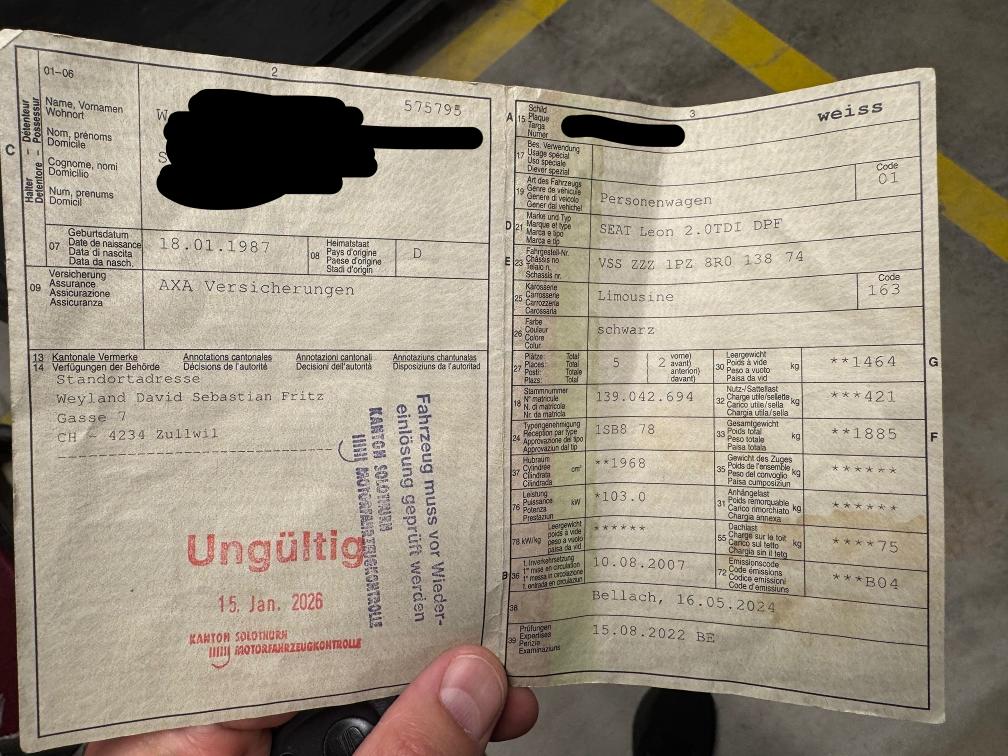 2
01-06
Name, Vornamen
Wohnort
Nom, prénoms
Domicile
Cognome, nomi
Domicilio
Num, prenums
Domicil
C
Halter – Détenteur
Detentore – Possessur
W
575795
S
07
Geburtsdatum
Date de naissance
Data di nascita
Data da nasch.
18.01.1987
08
Heimatstaat
Pays d'origine
Paese d'origine
Stadi d'origin
D
09
Versicherung
Assurance
Assicurazione
Assicuranza
AXA Versicherungen
13
14
Kantonale Vermerke
Verfügungen der Behörde
Annotations cantonales
Décisions de l'autorité
Annotazioni cantonali
Decisioni dell'autorità
Annotaziuns chantunalas
Disposiziuns da l'autoritad
Standortadresse
Weyland David Sebastian Fritz
Gasse 7
CH - 4234 Zullwil
Fahrzeug muss vor Wieder-
einlösung geprüft werden
KANTON SOLOTHURN
MOTORFAHRZEUGKONTROLLE
Ungültig
15. Jan. 2026
KANTON SOLOTHURN
MOTORFAHRZEUGKONTROLLE
3
A
15
Schild
Plaque
Targa
Numer
weiss
17
Bes. Verwendung
Usage spécial
Uso speciale
Diever spezial
19
Art des Fahrzeugs
Genre de véhicule
Genere di veicolo
Gener dal vehichel
Personenwagen
Code
01
D
21
Marke und Typ
Marque et type
Marca e tipo
Marca e tip
SEAT Leon 2.0TDI DPF
E
23
Fahrgestell-Nr.
Châssis no
Telaio n.
Schassis nr.
VSS ZZZ 1PZ 8R0 138 74
25
Karosserie
Carrosserie
Carrozzeria
Carossaria
Limousine
Code
163
26
Farbe
Couleur
Colore
Colur
schwarz
27
Plätze: Total
Places: Total
Posti: Totale
Plazs: Total
5
( 2
vorne)
avant)
anteriori)
davant)
30
Leergewicht
Poids à vide
Peso a vuoto
Paisa da vid
kg
**1464
G
18
Stammnummer
N° matricule
N. di matricola
Nr. da matricla
139.042.694
32
Nutz-/Sattellast
Charge utile/sellette
Carico utile/sella
Chargia utila/sella
kg
***421
24
Typengenehmigung
Réception par type
Approvazione del tipo
Approvaziun dal tip
1SB8 78
33
Gesamtgewicht
Poids total
Peso totale
Paisa totala
kg
**1885
F
37
Hubraum
Cylindrée
Cilindrata
Cilindrada
cm³
**1968
35
Gewicht des Zuges
Poids de l'ensemble
Peso del convoglio
Paisa cumposiziun
kg
******
76
Leistung
Puissance
Potenza
Prestaziun
kW
*103.0
31
Anhängelast
Poids remorquable
Carico rimorchiato
Chargia annexa
kg
******
78
kW/kg
Leergewicht
poids à vide
peso a vuoto
paisa da vid
******
55
Dachlast
Charge sur le toit
Carico sul tetto
Chargia sin il tetg
kg
****75
B
36
1. Inverkehrsetzung
1re mise en circulation
1a messa in circolazione
1. entrada en circulaziun
10.08.2007
72
Emissionscode
Code émissions
Codice emissioni
Code d'emissiuns
***B04
38
Bellach, 16.05.2024
39
Prüfungen
Expertises
Perizie
Examinaziuns
15.08.2022 BE